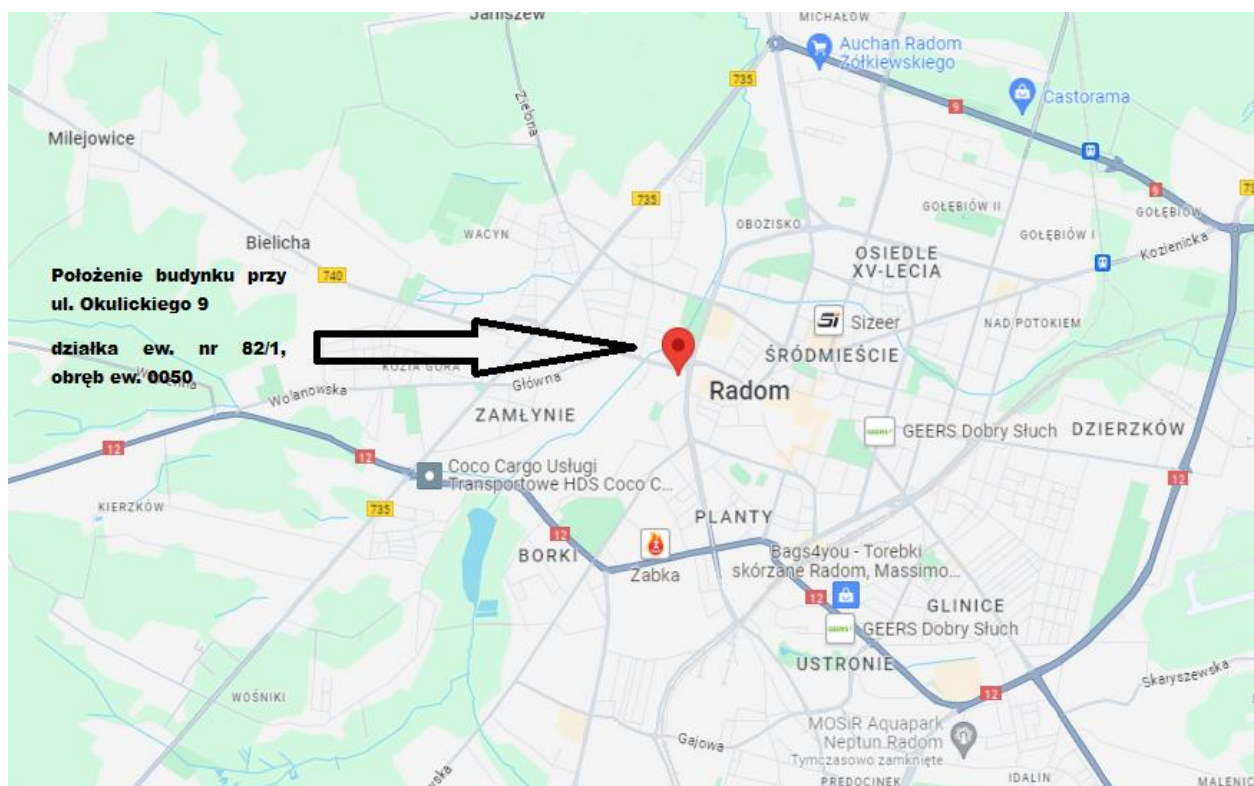 JANISZEW
MICHAŁÓW
Auchan Radom
Żółkiewskiego
735
9
Castorama
Zielona
Milejowice
9
735
GOŁĘBIÓW II
GOŁĘBIÓW
WACYN
OBOZISKO
GOŁĘBIÓW I
Kozienicka
Bielicha
OSIEDLE
XV-LECIA
Położenie budynku przy
ul. Okulickiego 9
740
działka ew. nr 82/1,
obręb ew. 0050
Sizeer
NAD POTOKIEM
ŚRÓDMIEŚCIE
KOZIA GÓRA
Główna
Wolanowska
Radom
ZAMŁYNIE
GEERS Dobry Słuch
DZIERZKÓW
12
12
Coco Cargo Usługi
Transportowe HDS Coco C...
12
KIERZKÓW
735
PLANTY
12
BORKI
Żabka
Bags4you - Torebki
skórzane Radom, Massimo...
12
GLINICE
GEERS Dobry Słuch
USTRONIE
Skaryszewska
WOŚNIKI
12
MOSiR Aquapark
Neptun.Radom
Tymczasowo zamknięte
Gajowa
PRĘDOCINEK
IDALIN